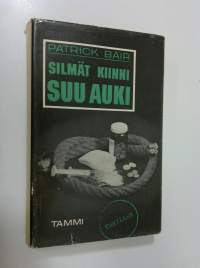 PATRICK BAIR
SILMÄT KIINNI
SUU AUKI
TAMMI